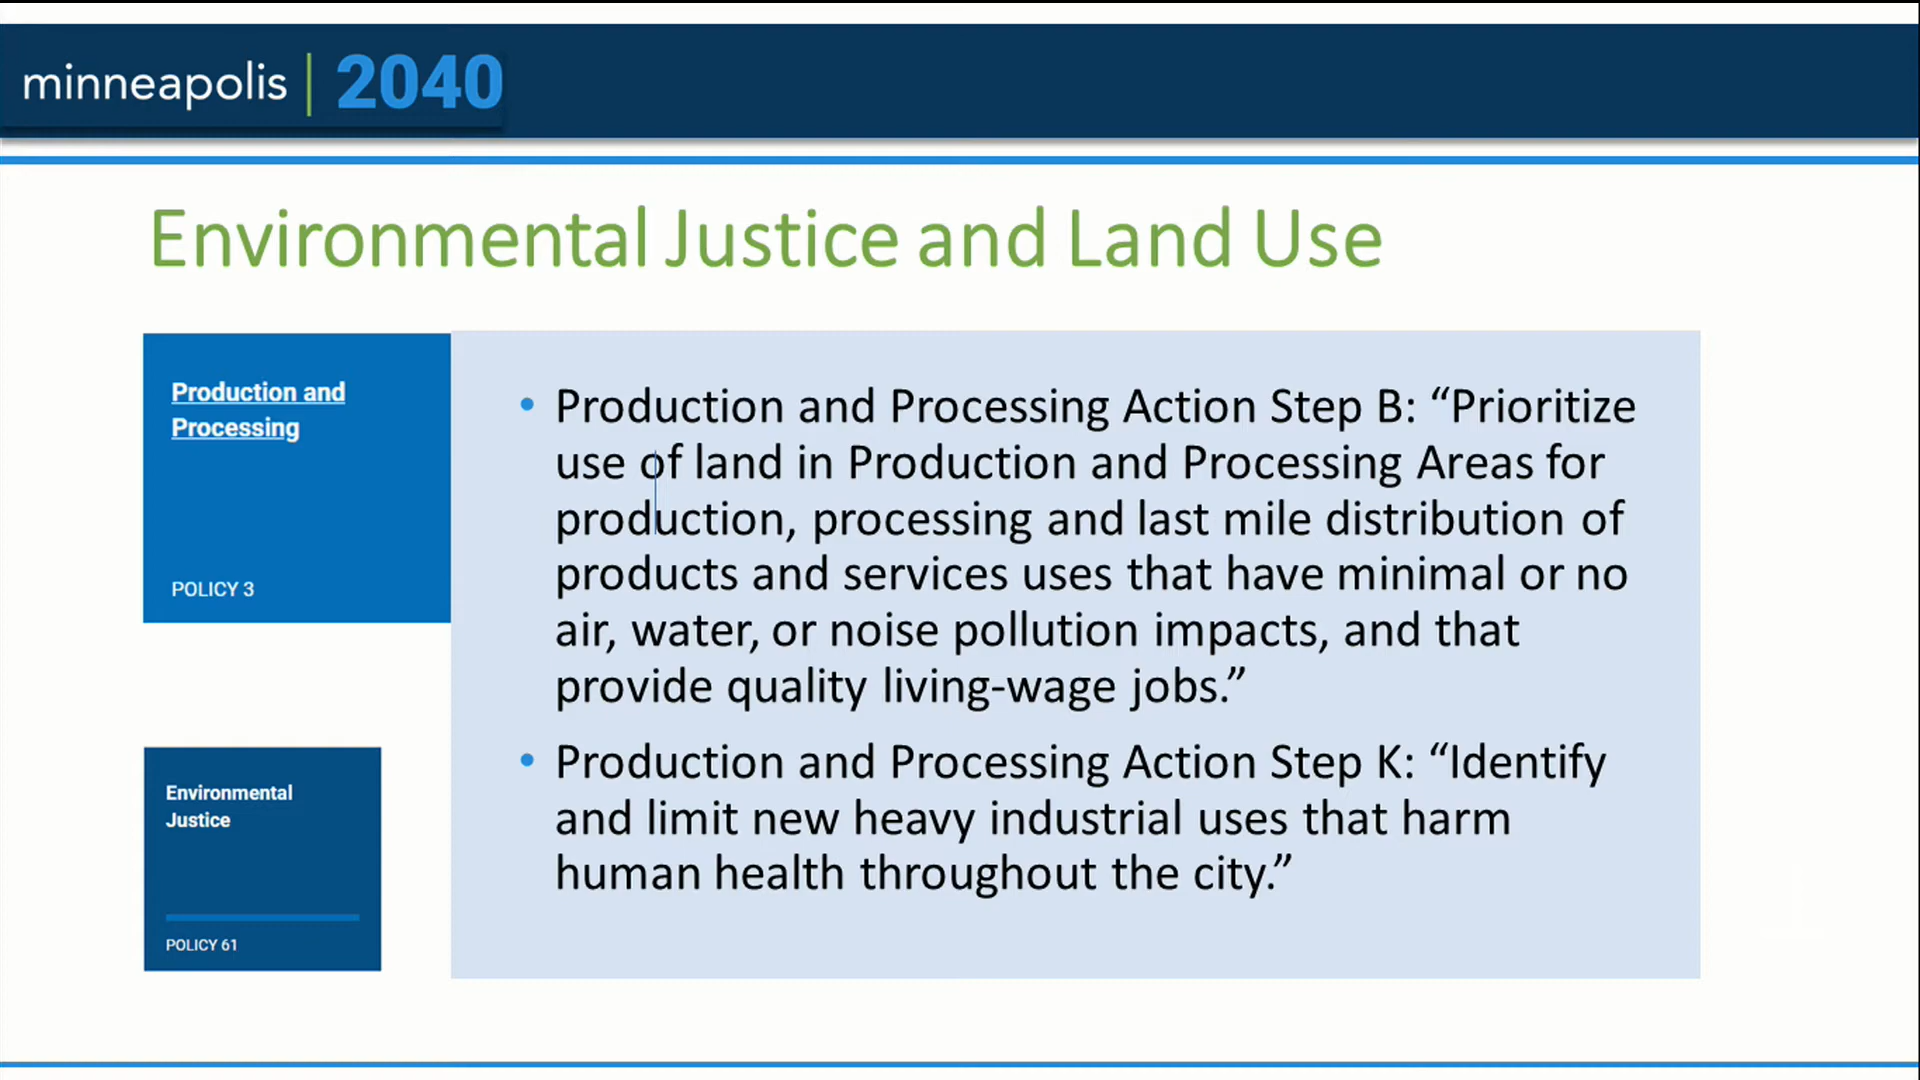 minneapolis | 2040
Environmental Justice and Land Use
Production and
Processing
POLICY 3
• Production and Processing Action Step B: “Prioritize
use of land in Production and Processing Areas for
production, processing and last mile distribution of
products and services uses that have minimal or no
air, water, or noise pollution impacts, and that
provide quality living-wage jobs.”
• Production and Processing Action Step K: “Identify
and limit new heavy industrial uses that harm
human health throughout the city.”
Environmental
Justice
POLICY 61